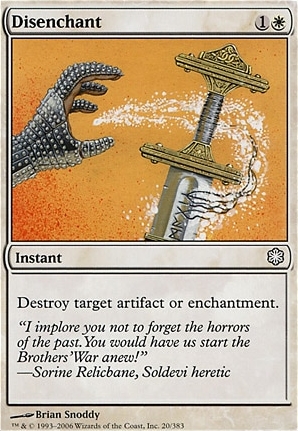 Disenchant 1
Instant
Destroy target artifact or enchantment.
“I implore you not to forget the horrors
of the past. You would have us start the
Brothers’ War anew!”
—Sorine Relicbane, Soldevi heretic
Brian Snoddy
™ & © 1993–2006 Wizards of the Coast, Inc. 20/383